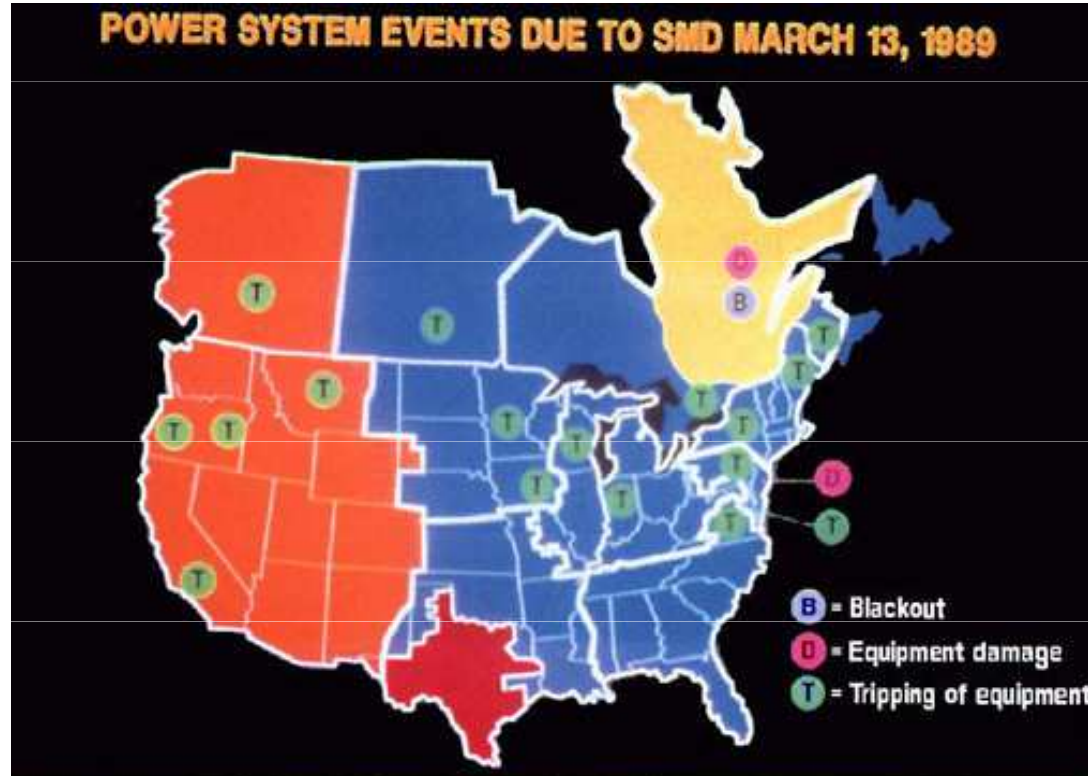 POWER SYSTEM EVENTS DUE TO SMD MARCH 13, 1989
D
T
B
T
T
T
T
T
T
T
T
T
T
T
D
T
T
T
T
T
B = Blackout
D = Equipment damage
T = Tripping of equipment